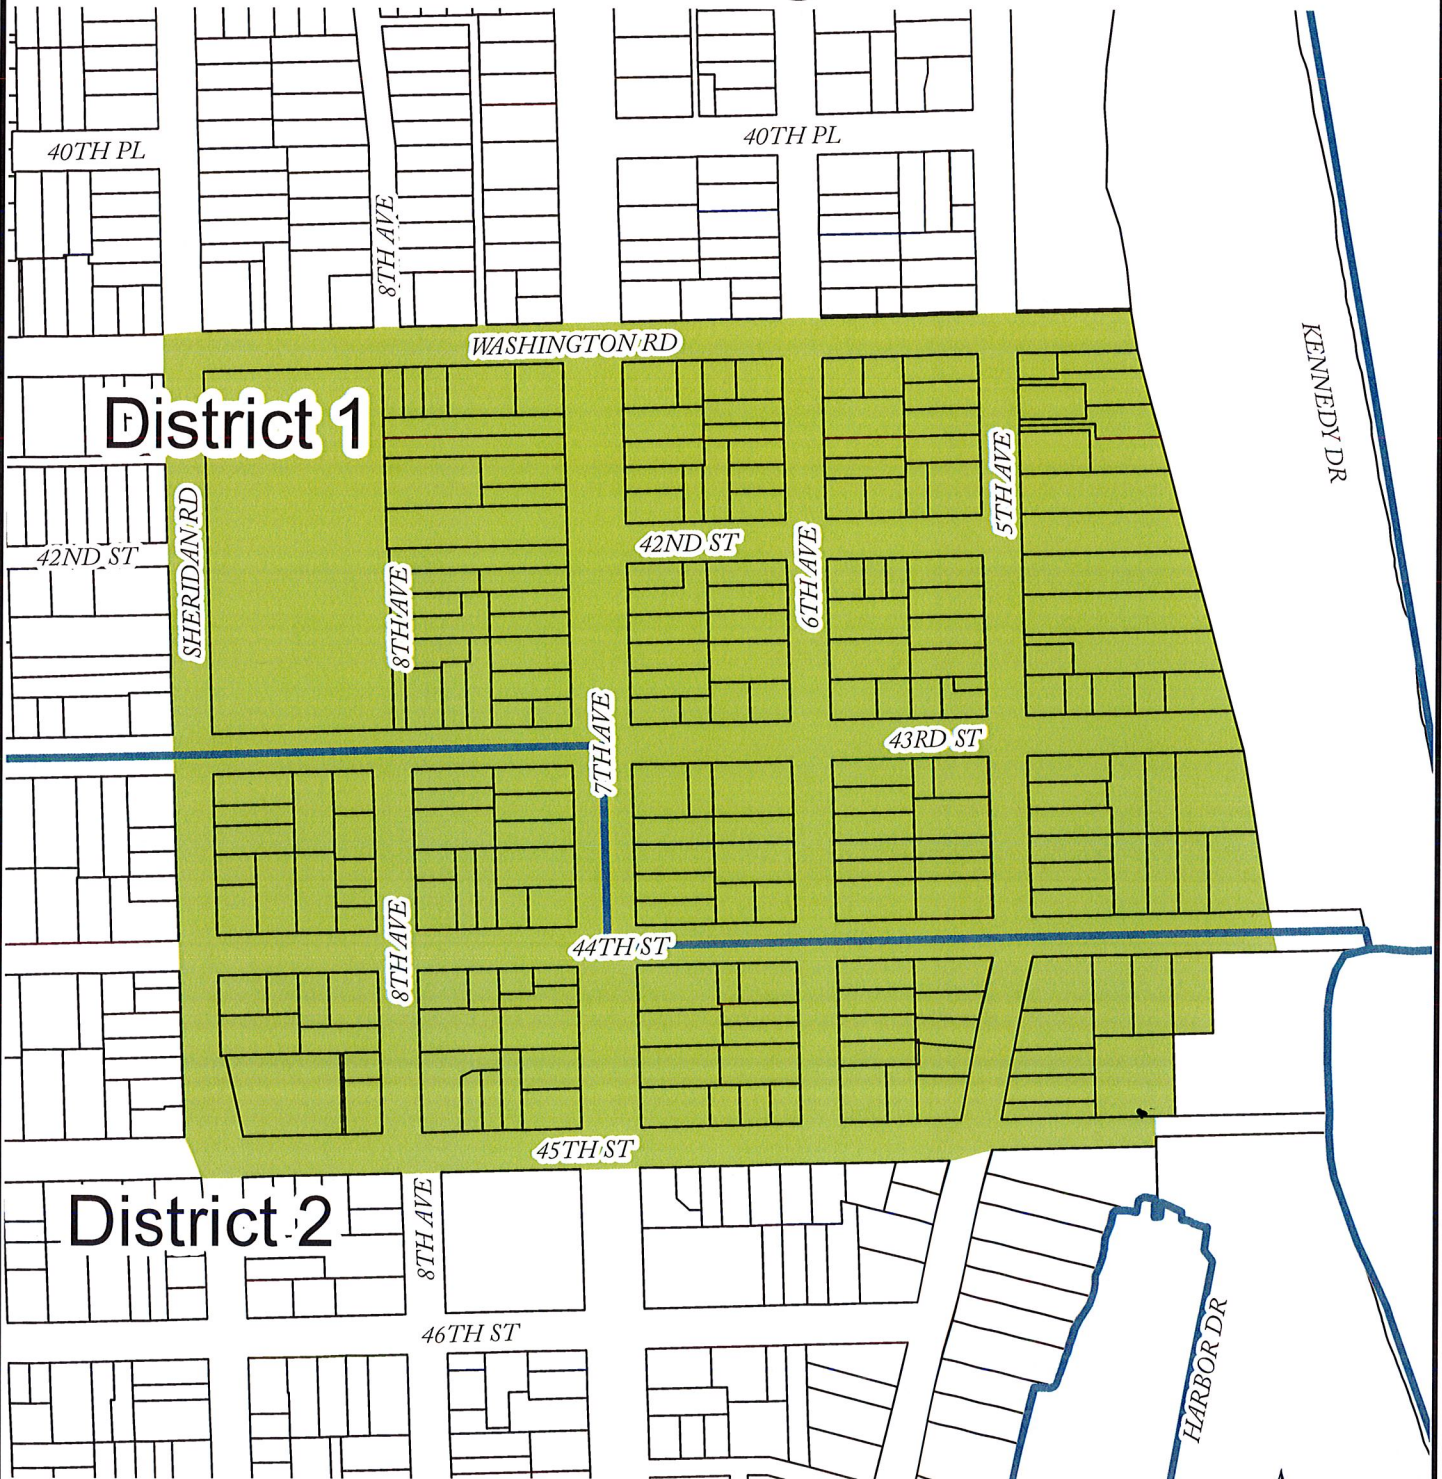 40TH PL
40TH PL
8TH AVE
WASHINGTON RD
KENNEDY DR
District 1
5TH AVE
SHERIDAN RD
42ND ST
42ND ST
6TH AVE
8TH AVE
7TH AVE
43RD ST
8TH AVE
44TH ST
45TH ST
District 2
8TH AVE
46TH ST
HARBOR DR